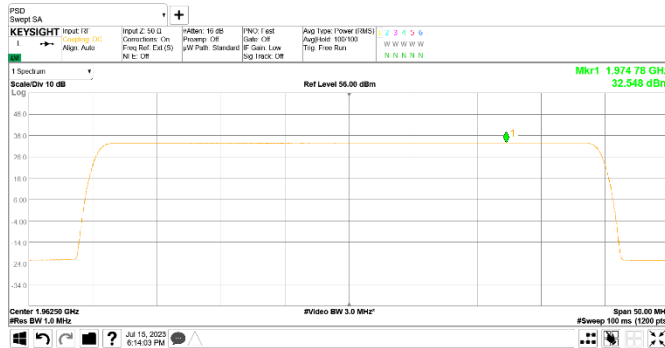 PSD
Swept SA
+
KEYSIGHT Input: RF Input Z: 50 Ω #Atten: 16 dB PNO: Fast Avg Type: Power (RMS) 1 2 3 4 5 6
Coupling: DC Corrections: On Preamp: Off Gate: Off Avg|Hold: 100/100 W W W W W W
Align: Auto Freq Ref: Ext (S) µW Path: Standard IF Gain: Low Trig: Free Run
NFE: Off Sig Track: Off N N N N N N
1 Spectrum Mkr1 1.974 78 GHz
Scale/Div 10 dB Ref Level 56.00 dBm 32.548 dBm
Log
46.0
36.0
1
26.0
16.0
6.00
-4.00
-14.0
-24.0
-34.0
Center 1.96250 GHz #Video BW 3.0 MHz* Span 50.00 MHz
#Res BW 1.0 MHz #Sweep 100 ms (1200 pts)
? Jul 15, 2023
6:14:03 PM